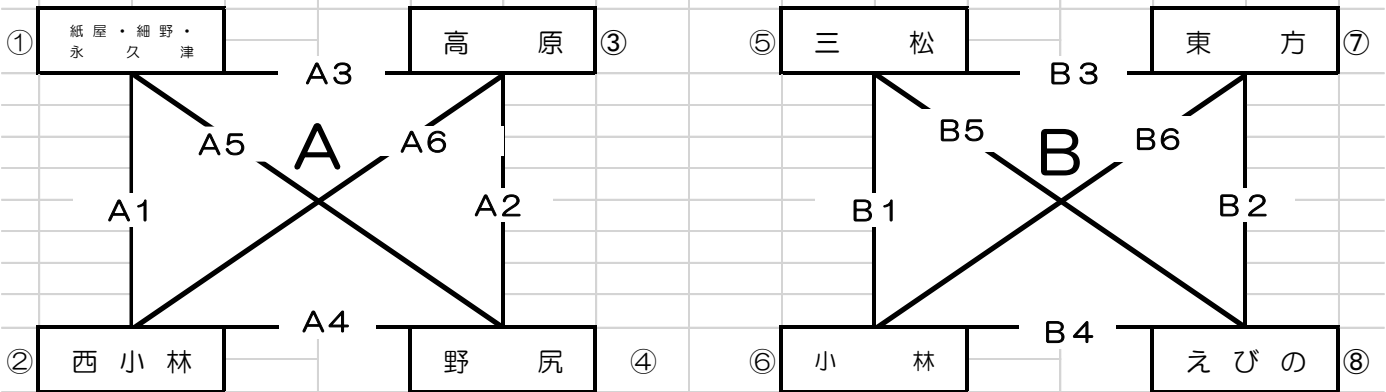 ① 紙屋・細野・
永久津
高原 ③
⑤ 三松
東方 ⑦
A3
B3
A5 A A6
B5 B B6
A1 A2
B1 B2
A4
B4
② 西小林
野尻 ④
⑥ 小林
えびの ⑧